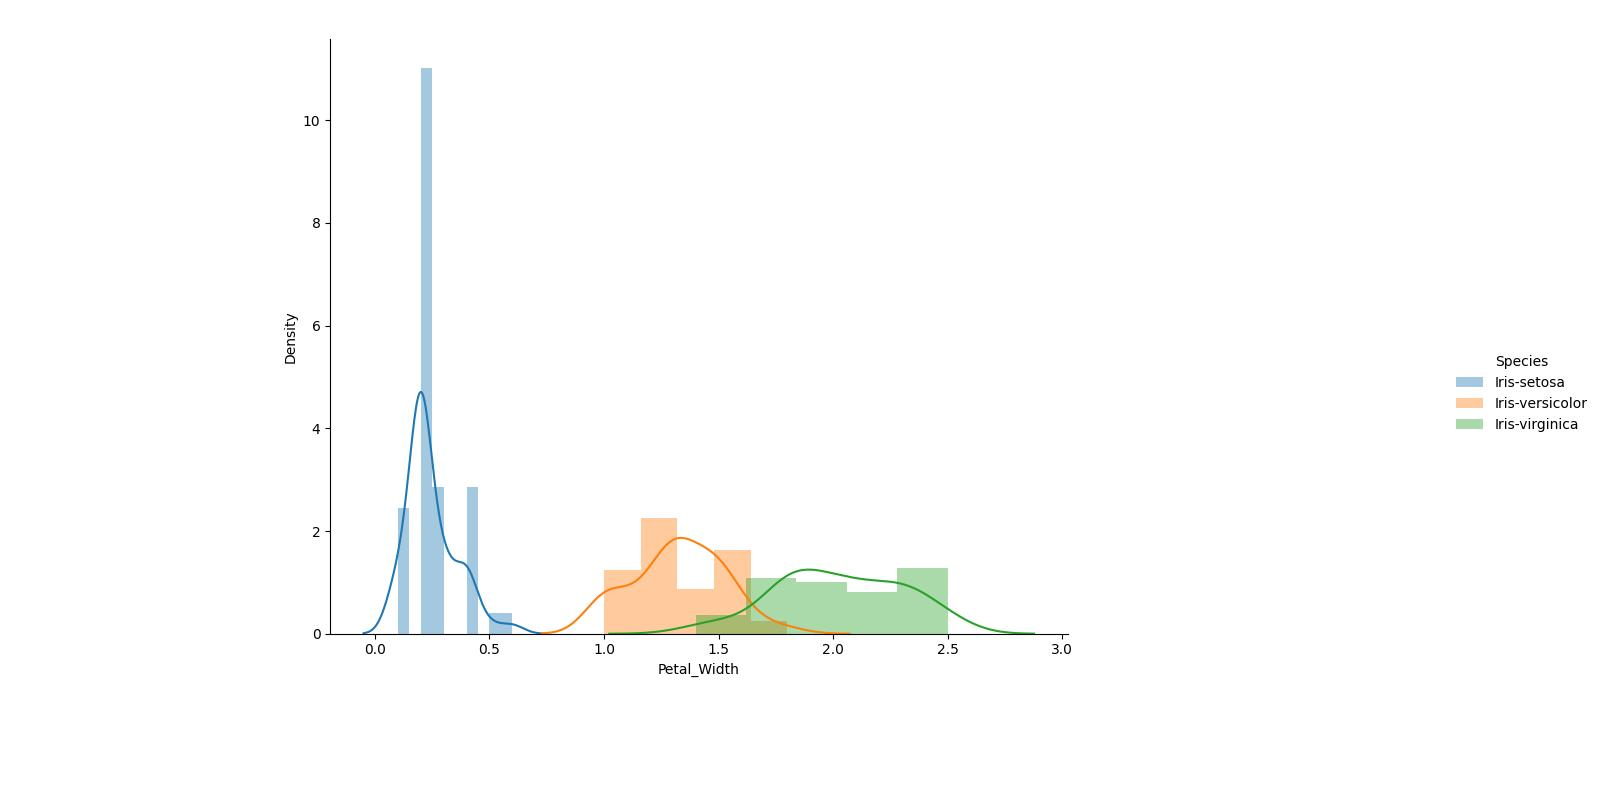 10
8
6
4
2
0
Density
0.0 0.5 1.0 1.5 2.0 2.5 3.0
Petal_Width
Species
Iris-setosa
Iris-versicolor
Iris-virginica